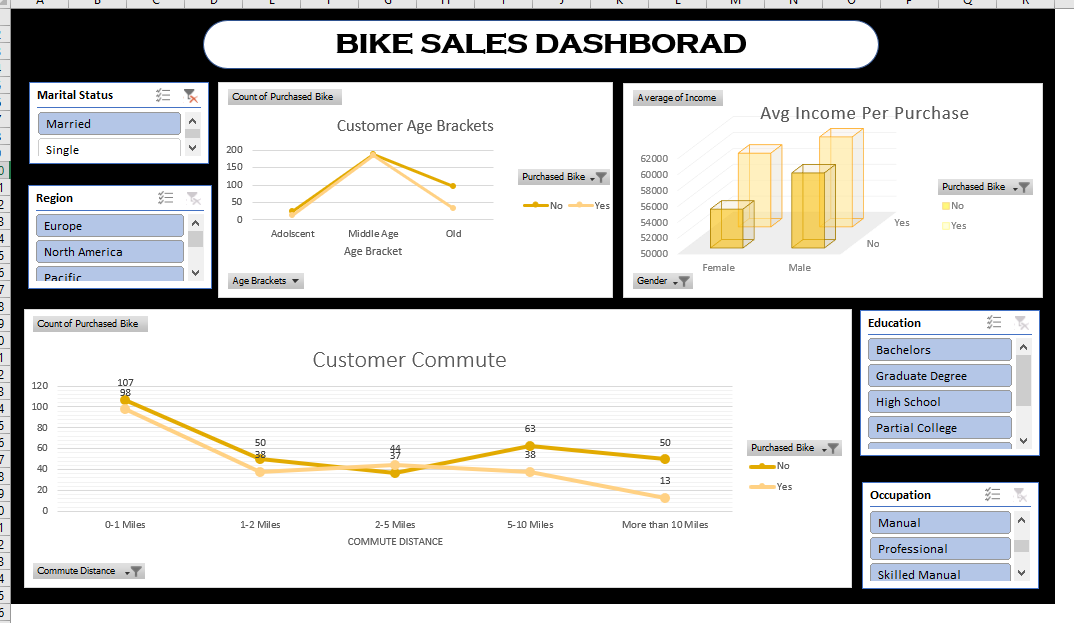 BIKE SALES DASHBORAD
Marital Status
Married
Single
Region
Europe
North America
Pacific
Count of Purchased Bike
Customer Age Brackets
200
150
100
50
0
Adolscent
Middle Age
Old
Age Bracket
Purchased Bike
No
Yes
Age Brackets
Average of Income
Avg Income Per Purchase
62000
60000
58000
56000
54000
52000
50000
Female
Male
No
Yes
Purchased Bike
No
Yes
Gender
Count of Purchased Bike
Customer Commute
120
100
80
60
40
20
0
107
98
50
38
44
37
63
38
50
13
0-1 Miles
1-2 Miles
2-5 Miles
5-10 Miles
More than 10 Miles
COMMUTE DISTANCE
Purchased Bike
No
Yes
Commute Distance
Education
Bachelors
Graduate Degree
High School
Partial College
Occupation
Manual
Professional
Skilled Manual